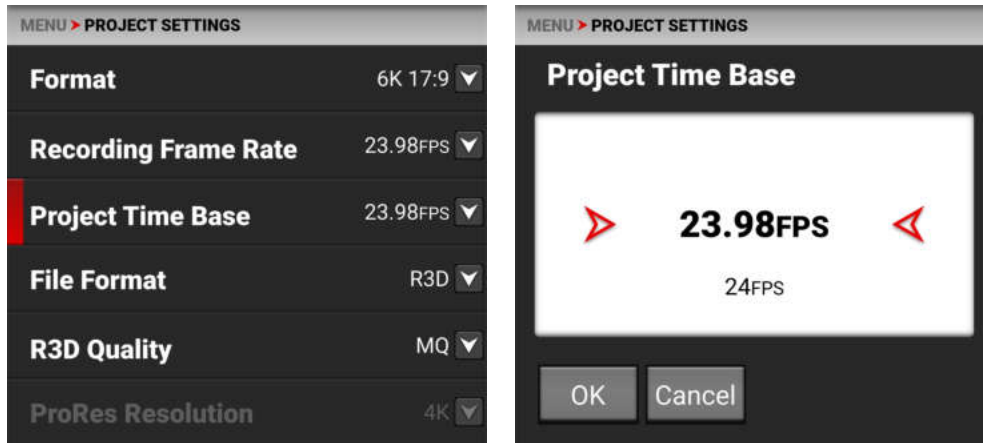 MENU > PROJECT SETTINGS
Format 6K 17:9
Recording Frame Rate 23.98FPS
Project Time Base 23.98FPS
File Format R3D
R3D Quality MQ
ProRes Resolution 4K
MENU > PROJECT SETTINGS
Project Time Base
23.98FPS
24FPS
OK Cancel